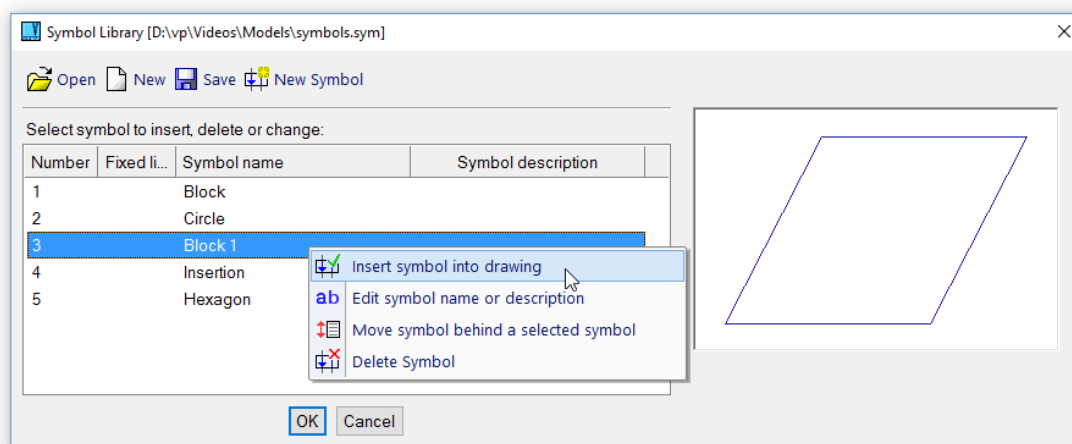 Symbol Library [D:\vp\Videos\Models\symbols.sym]
Open New Save New Symbol
Select symbol to insert, delete or change:
Number Fixed li... Symbol name Symbol description
1 Block
2 Circle
3 Block 1
4 Insertion
5 Hexagon
Insert symbol into drawing
ab Edit symbol name or description
Move symbol behind a selected symbol
Delete Symbol
OK Cancel